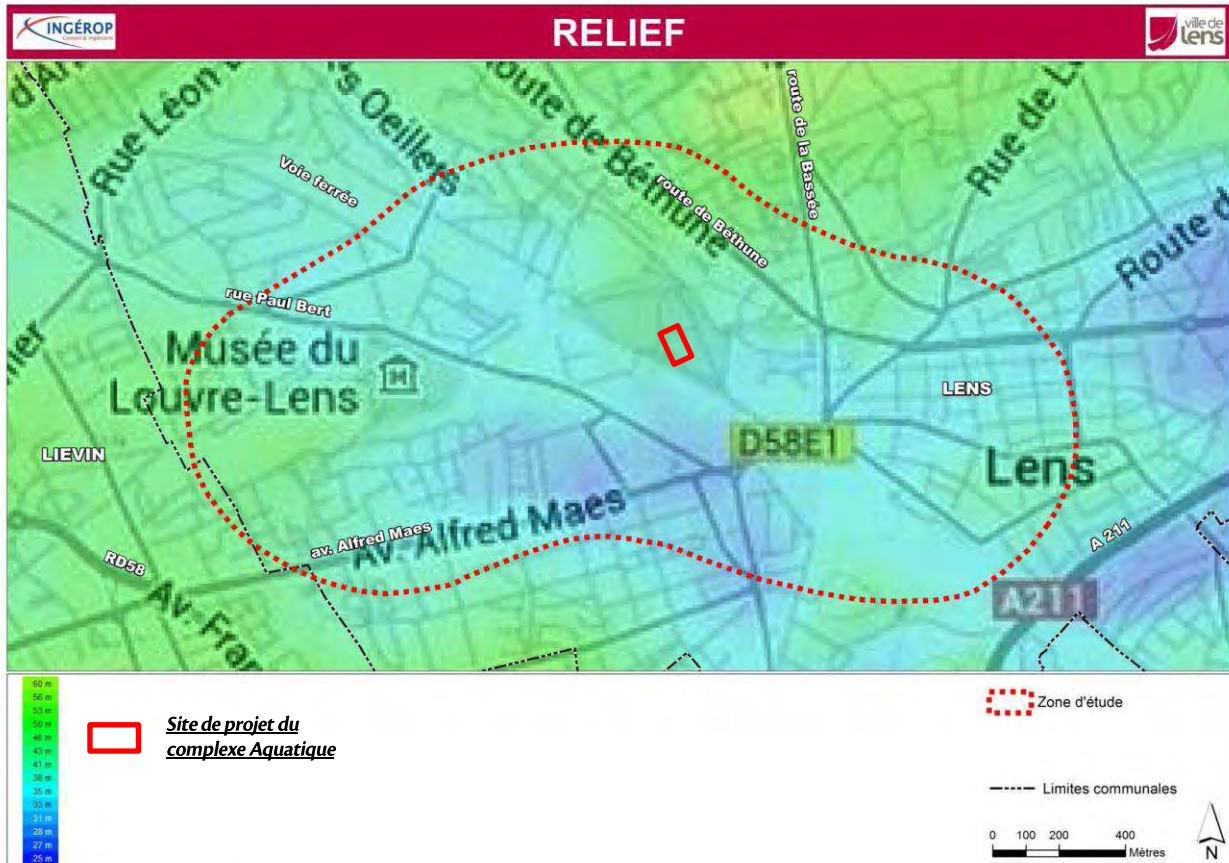 INGÉROP
Conseil & Ingénierie
RELIEF
ville de
lens
d'A
Rue Léon
s Oeillets
Route de Béthune
route de la Bassée
Rue de L
Voie ferrée
route de Béthune
Route d
rue Paul Bert
Musée du
Louvre-Lens
ier
LENS
D58E1
Lens
LIEVIN
av. Alfred Maes
Av. Alfred Maes
A 211
RD58
A211
Av. Fran
60 m
56 m
53 m
50 m
46 m
43 m
41 m
38 m
35 m
33 m
31 m
28 m
27 m
25 m
Site de projet du
complexe Aquatique
Zone d'étude
Limites communales
0 100 200 400
Mètres
N